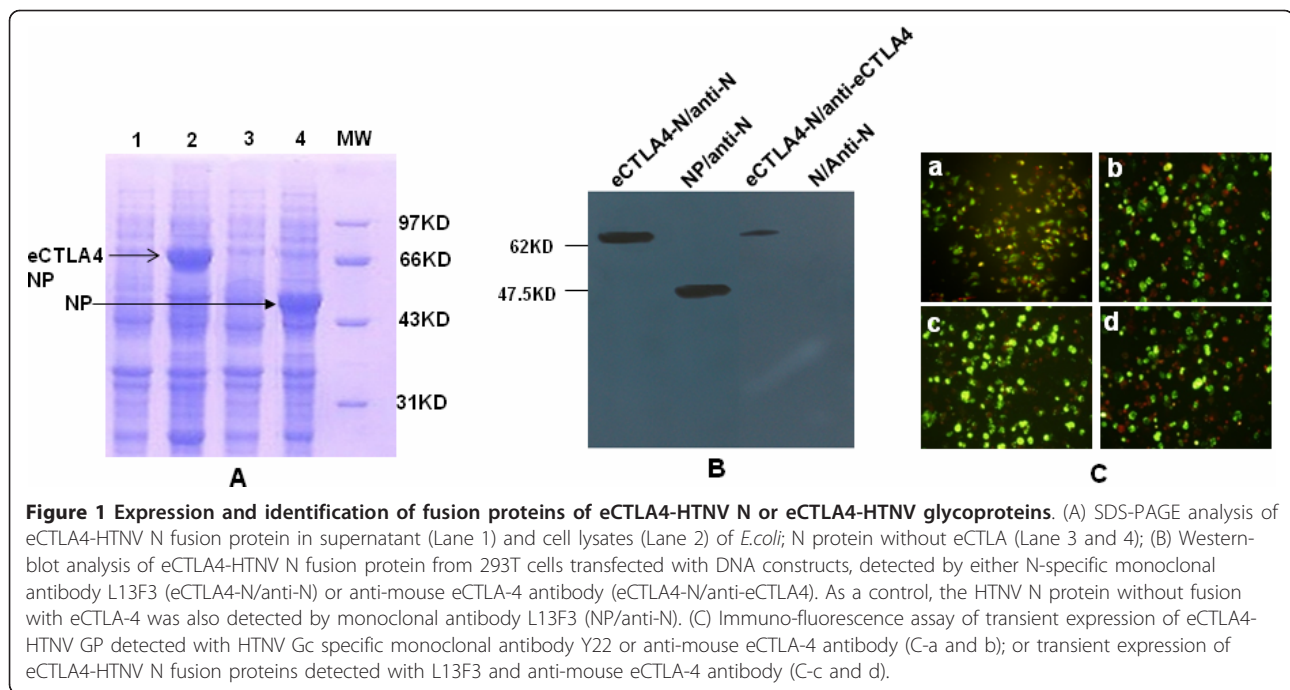 1 2 3 4 MW
97KD
eCTLA4
NP
66KD
NP
43KD
31KD
A
eCTLA4-N/anti-N
NP/anti-N
eCTLA4-N/anti-eCTLA4
N/Anti-N
62KD
47.5KD
B
a
b
c
d
C
Figure 1 Expression and identification of fusion proteins of eCTLA4-HTNV N or eCTLA4-HTNV glycoproteins. (A) SDS-PAGE analysis of
eCTLA4-HTNV N fusion protein in supernatant (Lane 1) and cell lysates (Lane 2) of E.coli; N protein without eCTLA (Lane 3 and 4); (B) Western-
blot analysis of eCTLA4-HTNV N fusion protein from 293T cells transfected with DNA constructs, detected by either N-specific monoclonal
antibody L13F3 (eCTLA4-N/anti-N) or anti-mouse eCTLA-4 antibody (eCTLA4-N/anti-eCTLA4). As a control, the HTNV N protein without fusion
with eCTLA-4 was also detected by monoclonal antibody L13F3 (NP/anti-N). (C) Immuno-fluorescence assay of transient expression of eCTLA4-
HTNV GP detected with HTNV Gc specific monoclonal antibody Y22 or anti-mouse eCTLA-4 antibody (C-a and b); or transient expression of
eCTLA4-HTNV N fusion proteins detected with L13F3 and anti-mouse eCTLA-4 antibody (C-c and d).